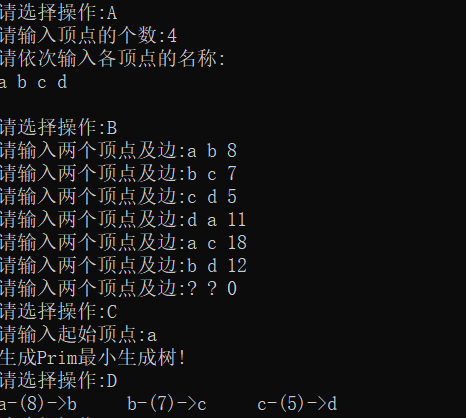 请选择操作:A
请输入顶点的个数:4
请依次输入各顶点的名称:
a b c d
请选择操作:B
请输入两个顶点及边:a b 8
请输入两个顶点及边:b c 7
请输入两个顶点及边:c d 5
请输入两个顶点及边:d a 11
请输入两个顶点及边:a c 18
请输入两个顶点及边:b d 12
请输入两个顶点及边:? ? 0
请选择操作:C
请输入起始顶点:a
生成Prim最小生成树!
请选择操作:D
a-(8)->b b-(7)->c c-(5)->d